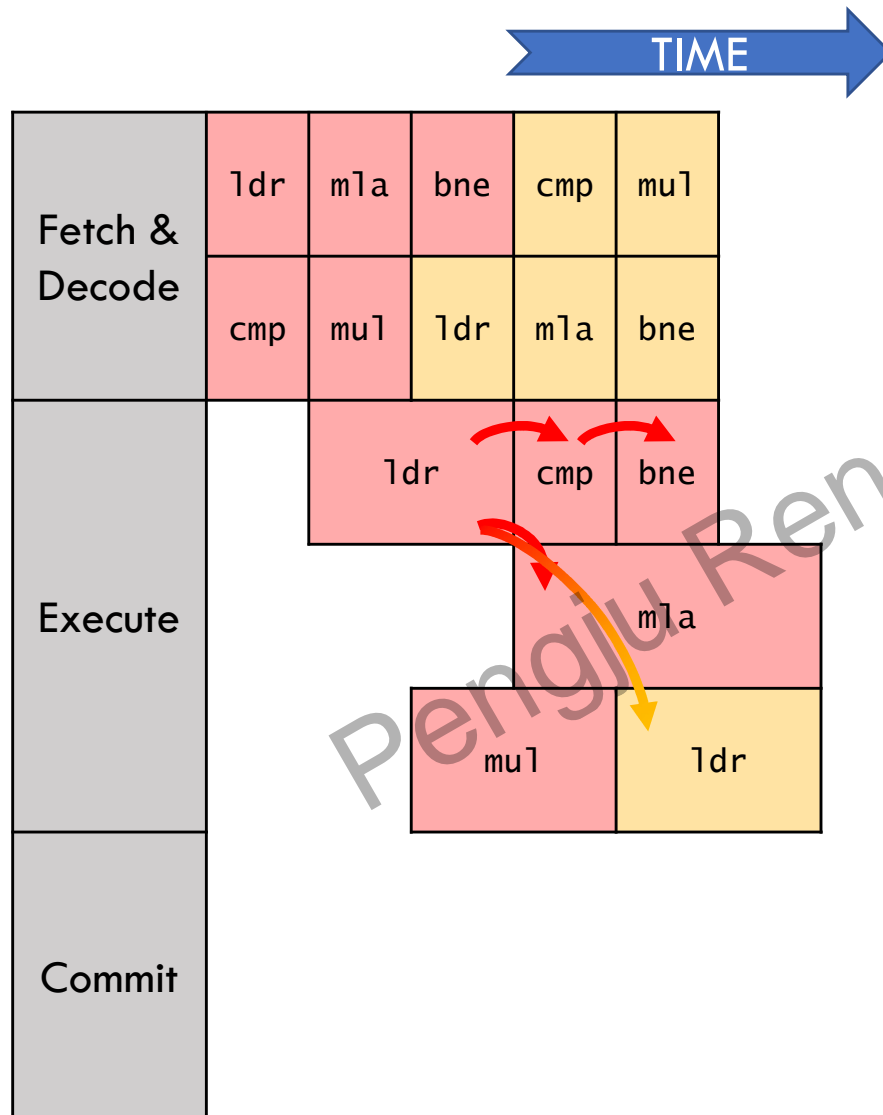 TIME
ldr mla bne cmp mul
Fetch &
Decode
cmp mul ldr mla bne
ldr cmp bne
Execute
mla
mul ldr
Commit
Pengju Ren